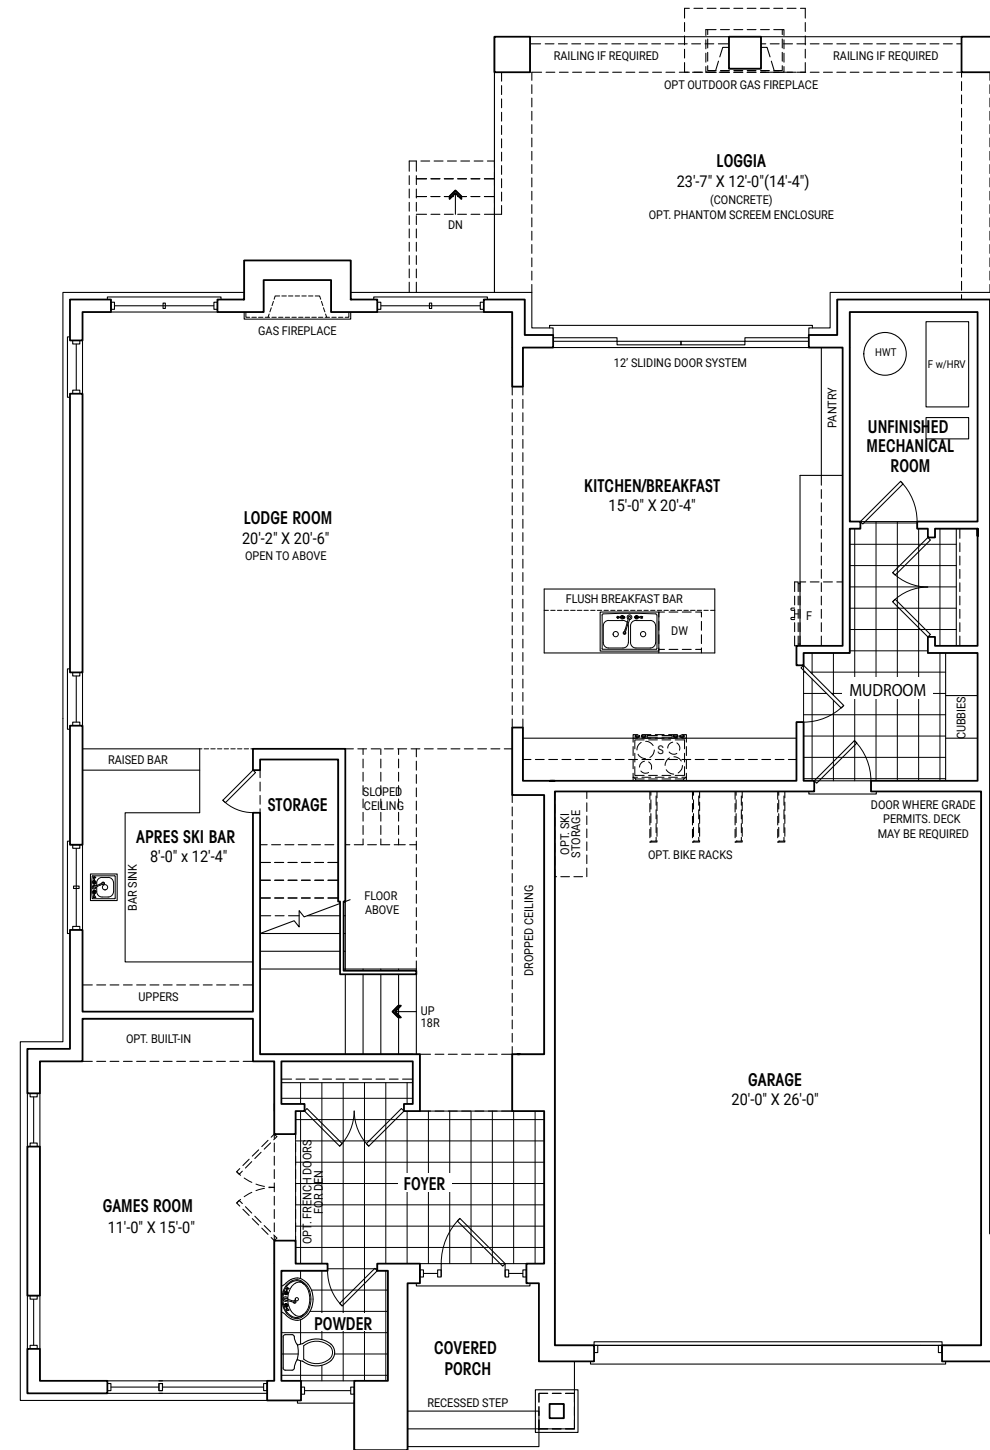 RAILING IF REQUIRED
RAILING IF REQUIRED
OPT OUTDOOR GAS FIREPLACE
LOGGIA
23'-7" X 12'-0"(14'-4")
(CONCRETE)
OPT. PHANTOM SCREEM ENCLOSURE
DN
GAS FIREPLACE
12' SLIDING DOOR SYSTEM
PANTRY
HWT
F w/HRV
UNFINISHED
MECHANICAL
ROOM
LODGE ROOM
20'-2" X 20'-6"
OPEN TO ABOVE
KITCHEN/BREAKFAST
15'-0" X 20'-4"
FLUSH BREAKFAST BAR
DW
F
MUDROOM
CUBBIES
S
RAISED BAR
STORAGE
SLOPED
CEILING
APRES SKI BAR
8'-0" x 12'-4"
BAR SINK
UPPERS
FLOOR
ABOVE
DROPPED CEILING
OPT. SKI
STORAGE
OPT. BIKE RACKS
DOOR WHERE GRADE
PERMITS. DECK
MAY BE REQUIRED
UP
18R
OPT. BUILT-IN
GARAGE
20'-0" X 26'-0"
GAMES ROOM
11'-0" X 15'-0"
OPT. FRENCH DOORS
FOR DEN
FOYER
POWDER
COVERED
PORCH
RECESSED STEP